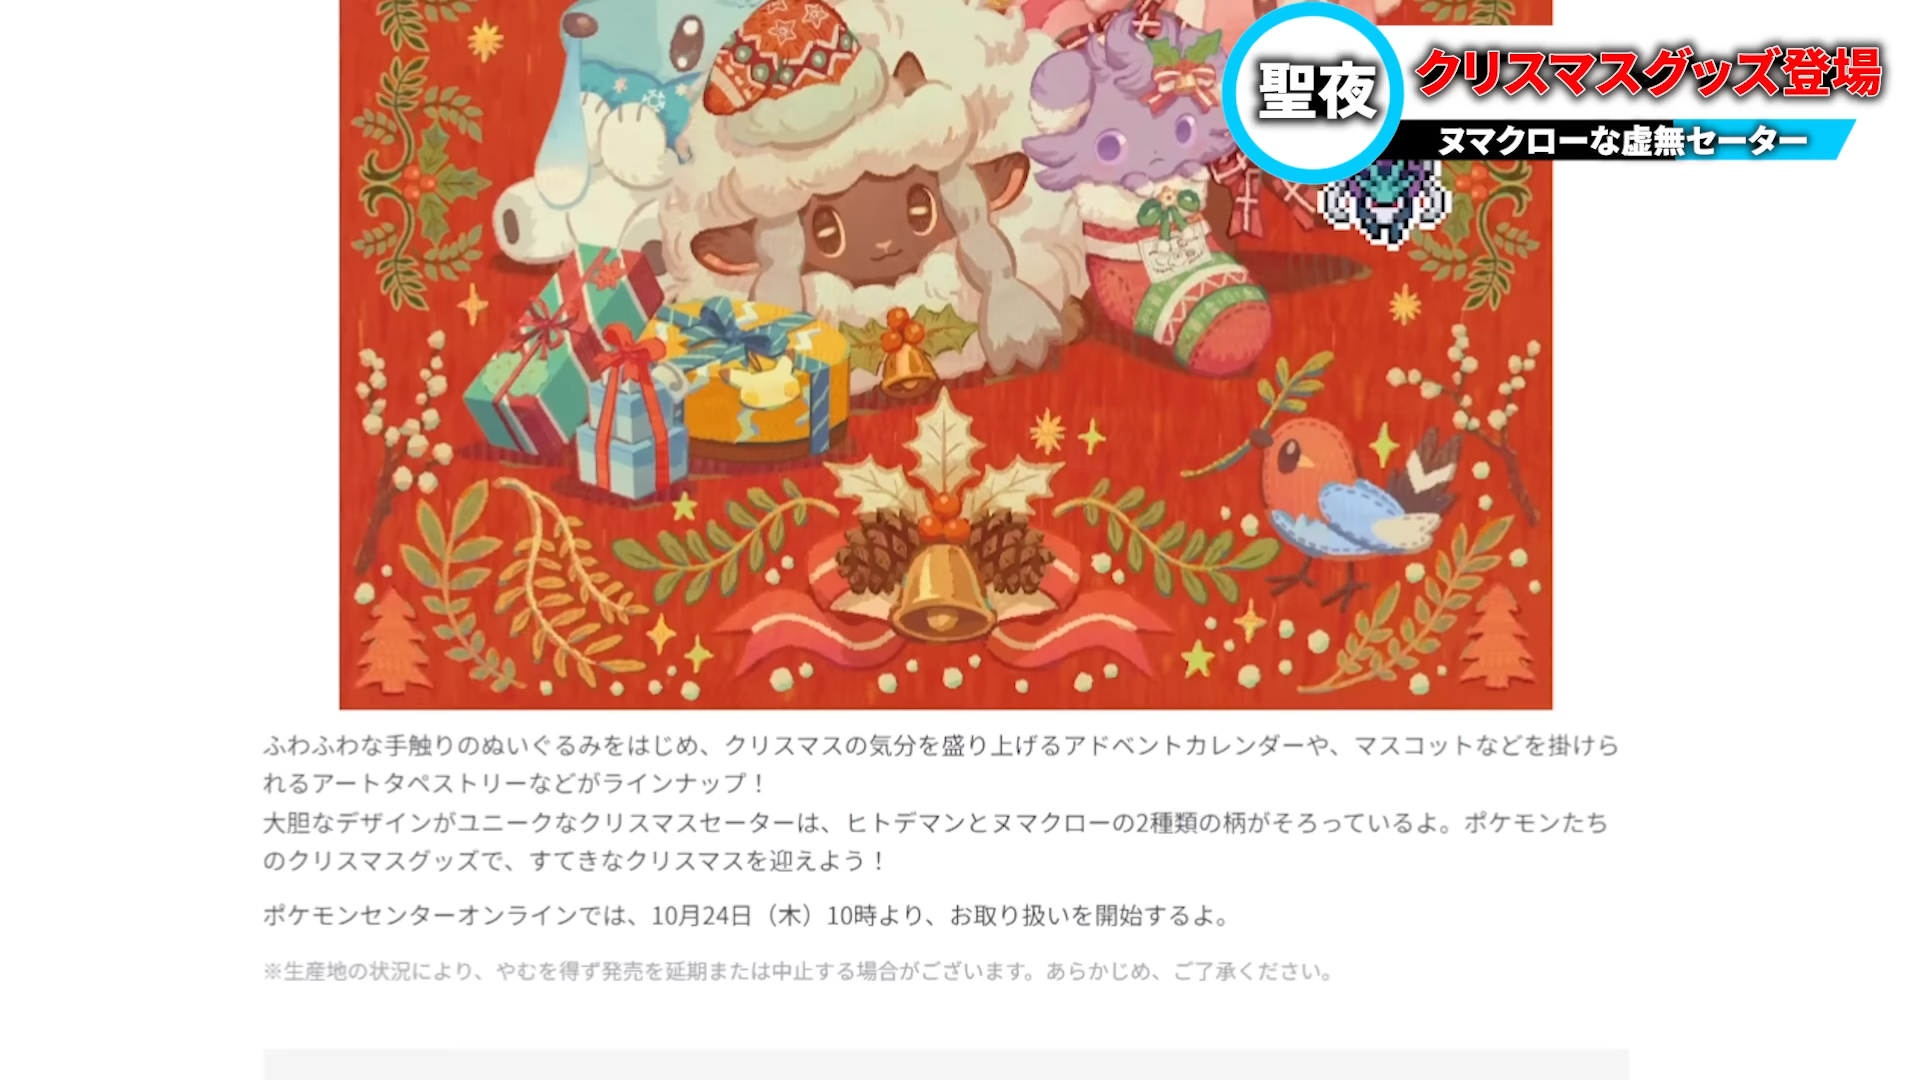 聖夜
クリスマスグッズ登場
ヌマクローな虚無セーター
ふわふわな手触りのぬいぐるみをはじめ、クリスマスの気分を盛り上げるアドベントカレンダーや、マスコットなどを掛けら
れるアートタペストリーなどがラインナップ！
大胆なデザインがユニークなクリスマスセーターは、ヒトデマンとヌマクローの2種類の柄がそろっているよ。ポケモンたち
のクリスマスグッズで、すてきなクリスマスを迎えよう！
ポケモンセンターオンラインでは、10月24日（木）10時より、お取り扱いを開始するよ。
※生産地の状況により、やむを得ず発売を延期または中止する場合がございます。あらかじめ、ご了承ください。